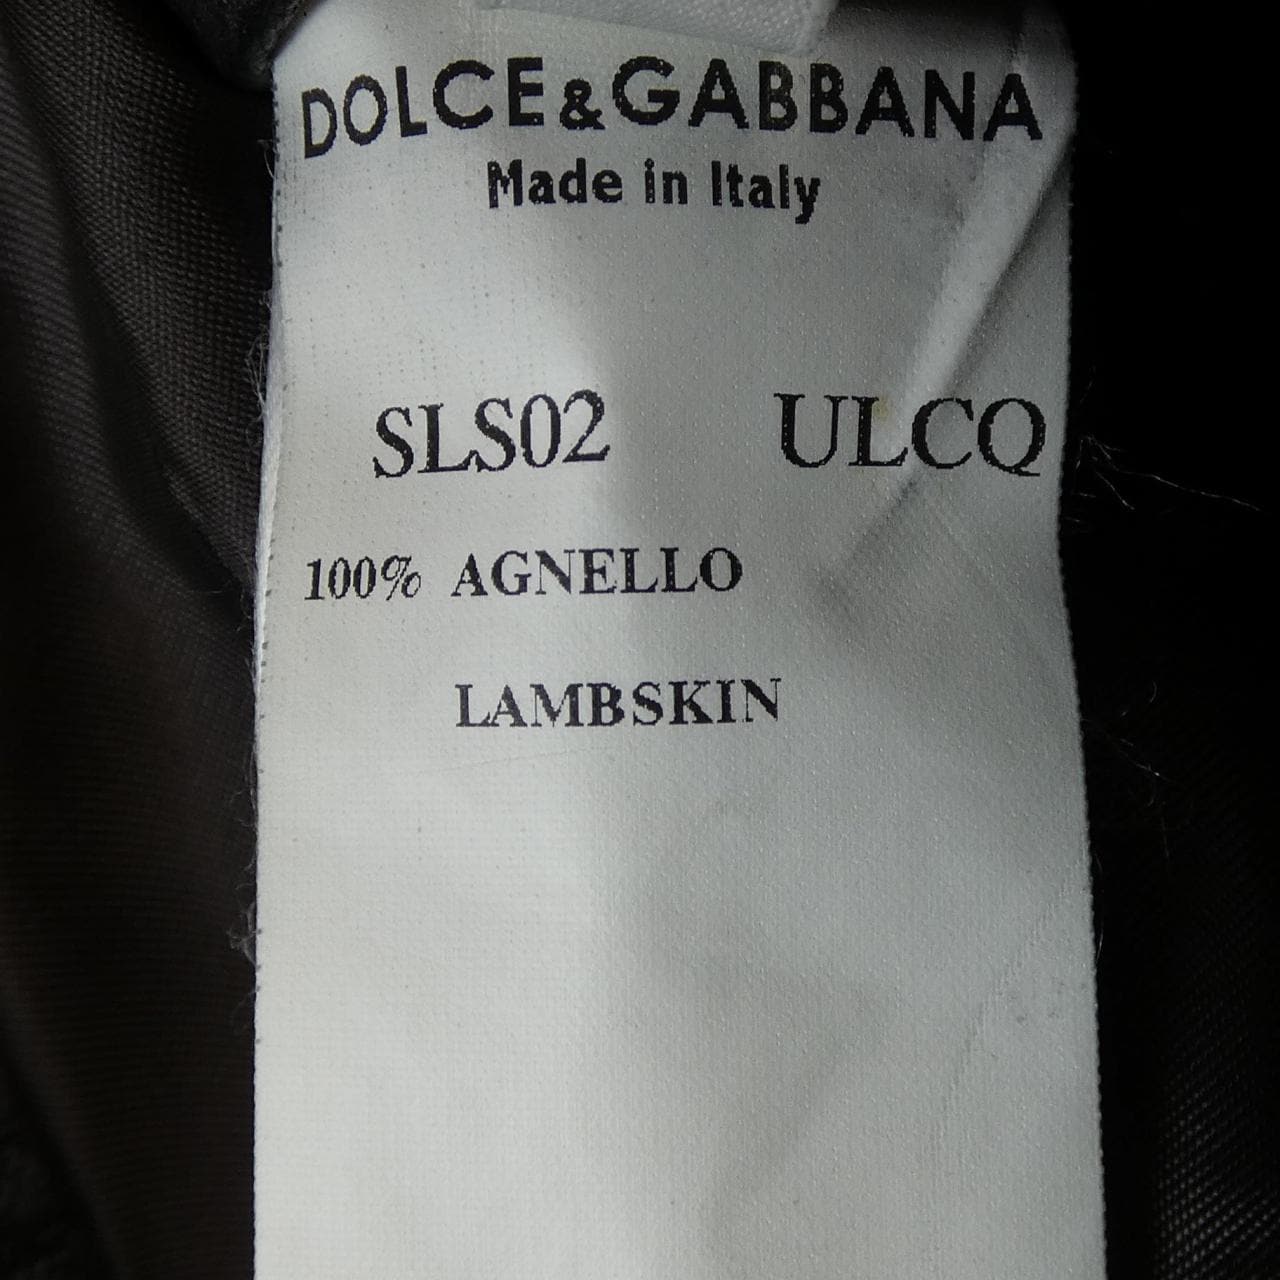 DOLCE&GABBANA
Made in Italy
SLS02 ULCQ
100% AGNELLO
LAMBSKIN